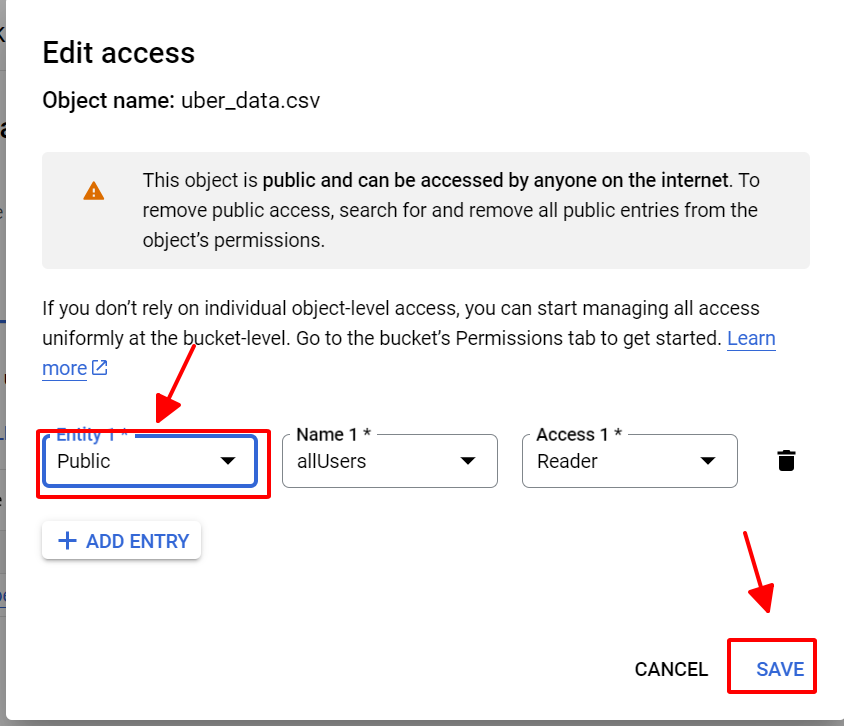 Edit access
Object name: uber_data.csv
This object is public and can be accessed by anyone on the internet. To
remove public access, search for and remove all public entries from the
object’s permissions.
If you don’t rely on individual object-level access, you can start managing all access
uniformly at the bucket-level. Go to the bucket’s Permissions tab to get started. Learn
more
Entity 1 * Name 1 * Access 1 *
Public allUsers Reader
ADD ENTRY
CANCEL SAVE